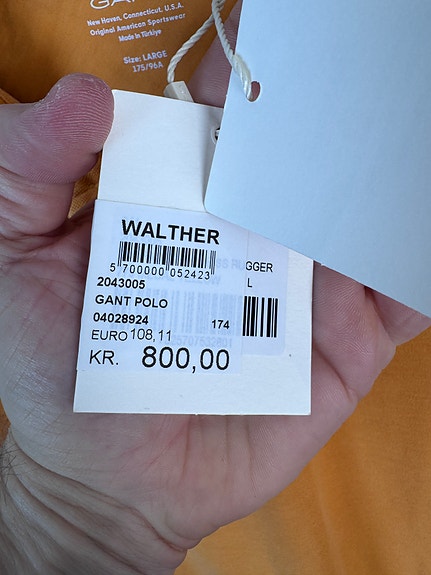 New Haven, Connecticut, U.S.A.
Original American Sportswear
Made in Türkiye
Size: LARGE
175/96A
WALTHER
5 700000 052423
2043005
GANT POLO
04028924 174
EURO 108,11
KR. 800,00
GGER
L